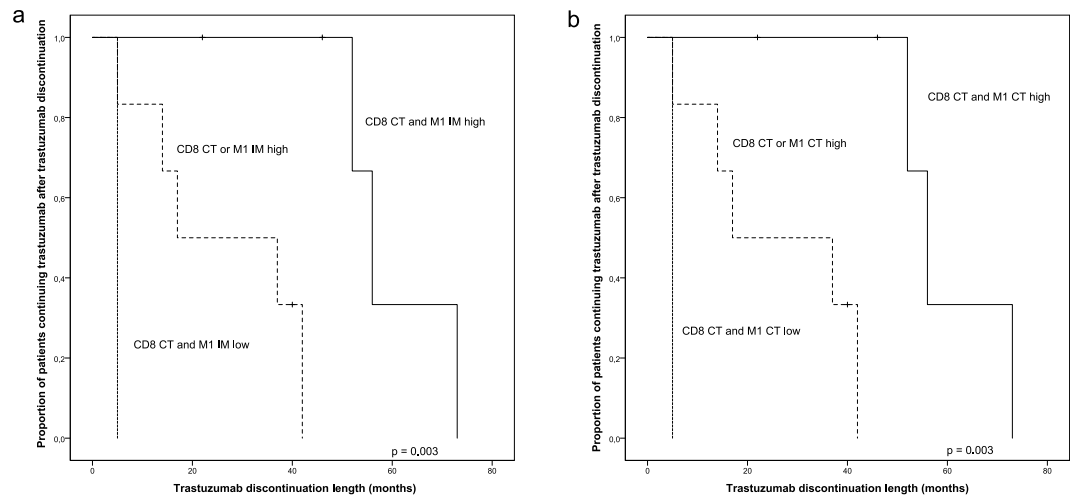 a
Proportion of patients continuing trastuzumab after trastuzumab discontinuation
1,0
0,8
0,6
0,4
0,2
0,0
CD8 CT and M1 IM high
CD8 CT or M1 IM high
CD8 CT and M1 IM low
p = 0.003
0 20 40 60 80
Trastuzumab discontinuation length (months)
b
Proportion of patients continuing trastuzumab after trastuzumab discontinuation
1,0
0,8
0,6
0,4
0,2
0,0
CD8 CT and M1 CT high
CD8 CT or M1 CT high
CD8 CT and M1 CT low
p = 0.003
0 20 40 60 80
Trastuzumab discontinuation length (months)